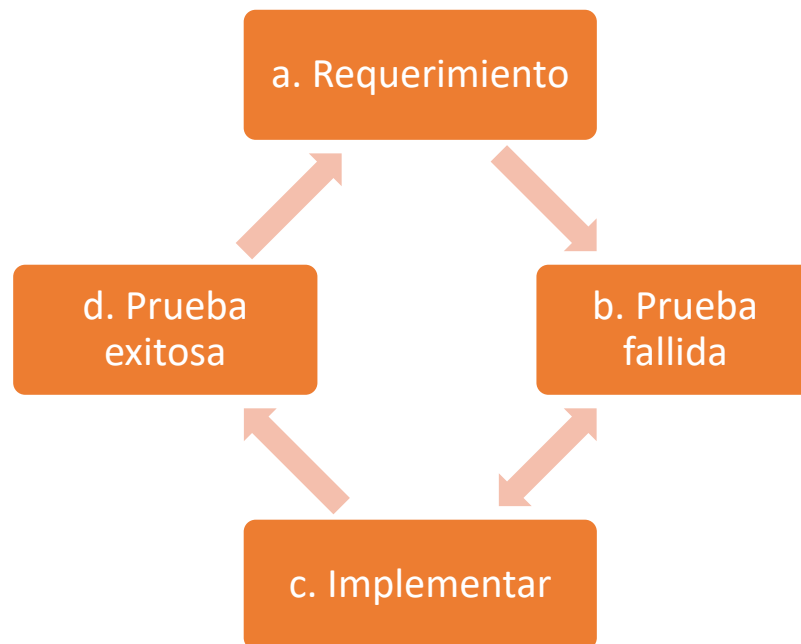 a. Requerimiento
b. Prueba
fallida
c. Implementar
d. Prueba
exitosa